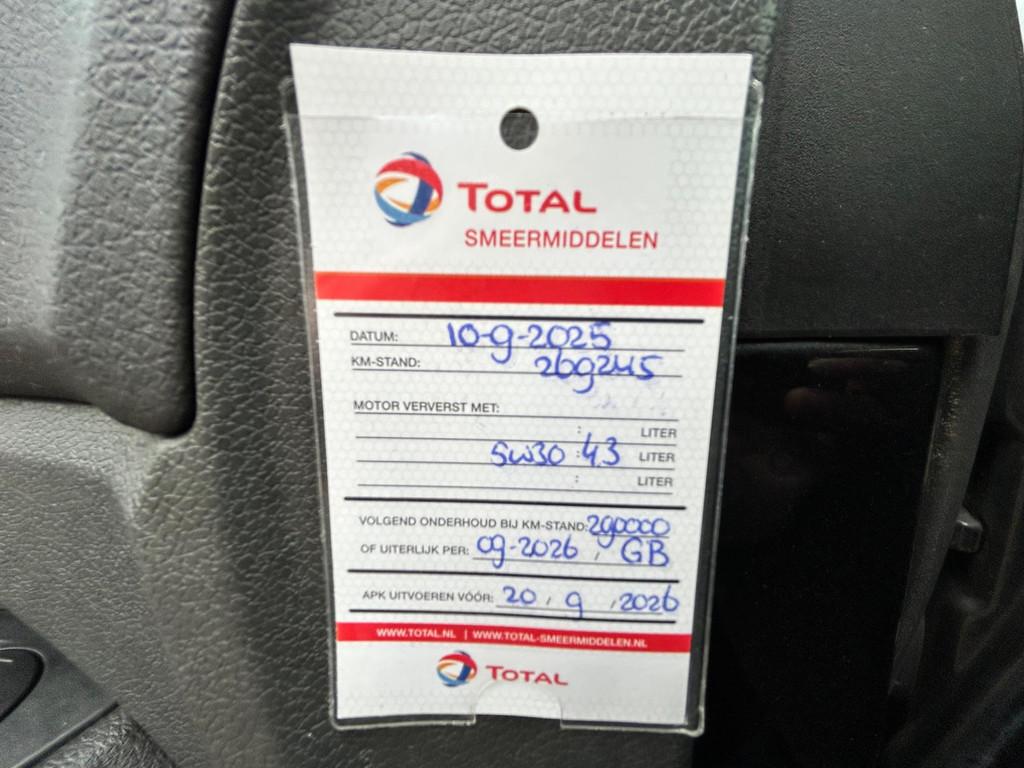 TOTAL
SMEERMIDDELEN
DATUM: 10-9-2025
KM-STAND: 269245
MOTOR VERVERST MET:
: LITER
5W30 : 4.3 LITER
: LITER
VOLGEND ONDERHOUD BIJ KM-STAND: 290000
OF UITERLIJK PER: 09-2026, GB
APK UITVOEREN VÓÓR: 20, 9, 2026
WWW.TOTAL.NL | WWW.TOTAL-SMEERMIDDELEN.NL
TOTAL